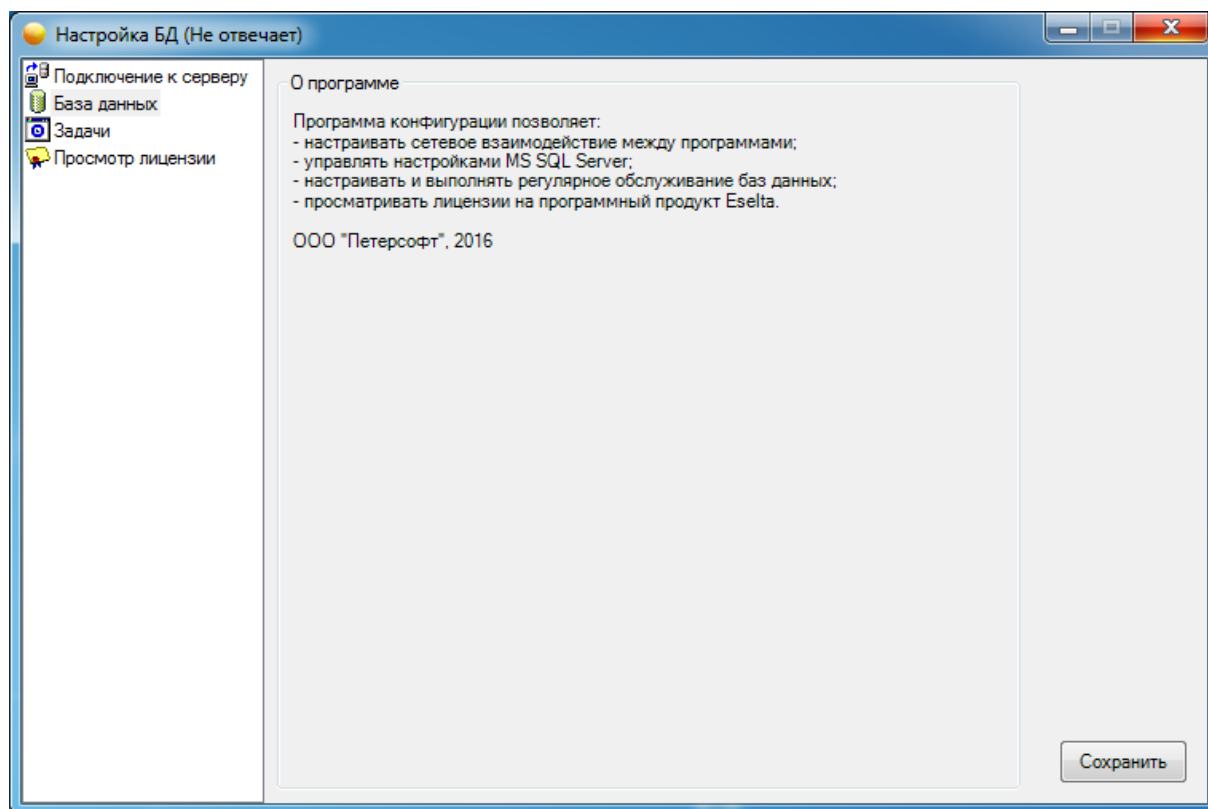 Настройка БД (Не отвечает)
Подключение к серверу
База данных
Задачи
Просмотр лицензии
О программе
Программа конфигурации позволяет:
- настраивать сетевое взаимодействие между программами;
- управлять настройками MS SQL Server;
- настраивать и выполнять регулярное обслуживание баз данных;
- просматривать лицензии на программный продукт Eselta.
ООО "Петерсофт", 2016
Сохранить